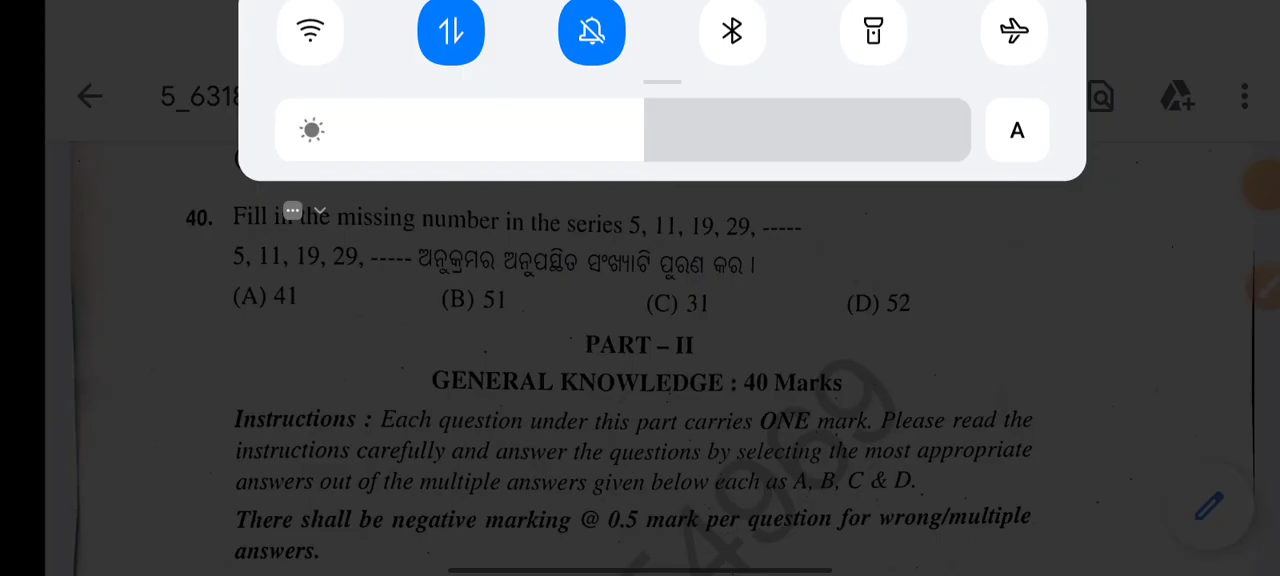 5_6318
A
40. Fill in the missing number in the series 5, 11, 19, 29, -----
5, 11, 19, 29, ----- ଅନୁକ୍ରମର ଅନୁପସ୍ଥିତ ସଂଖ୍ୟାଟି ପୁରଣ କର ।
(A) 41 (B) 51 (C) 31 (D) 52
PART – II
GENERAL KNOWLEDGE : 40 Marks
Instructions : Each question under this part carries ONE mark. Please read the
instructions carefully and answer the questions by selecting the most appropriate
answers out of the multiple answers given below each as A, B, C & D.
There shall be negative marking @ 0.5 mark per question for wrong/multiple
answers.
54969